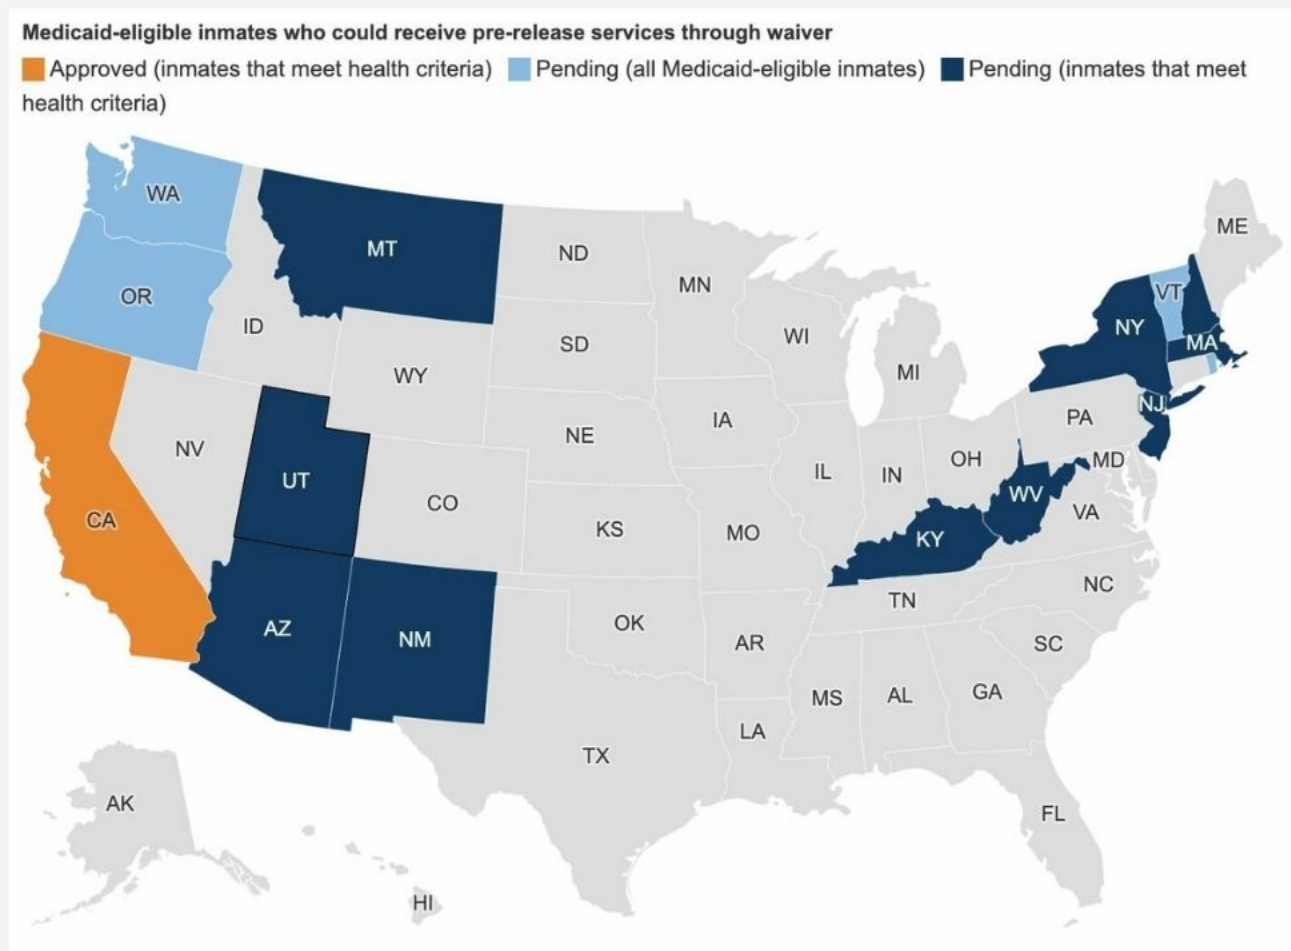 Medicaid-eligible inmates who could receive pre-release services through waiver
Approved (inmates that meet health criteria) Pending (all Medicaid-eligible inmates) Pending (inmates that meet
health criteria)
WA
MT
ND
MN
ME
OR
ID
WY
SD
WI
MI
NY
VT
MA
NV
UT
CO
NE
IA
IL
IN
OH
PA
NJ
CA
KS
MO
KY
WV
MD
VA
AZ
NM
OK
AR
TN
NC
SC
MS
AL
GA
TX
LA
FL
AK
HI